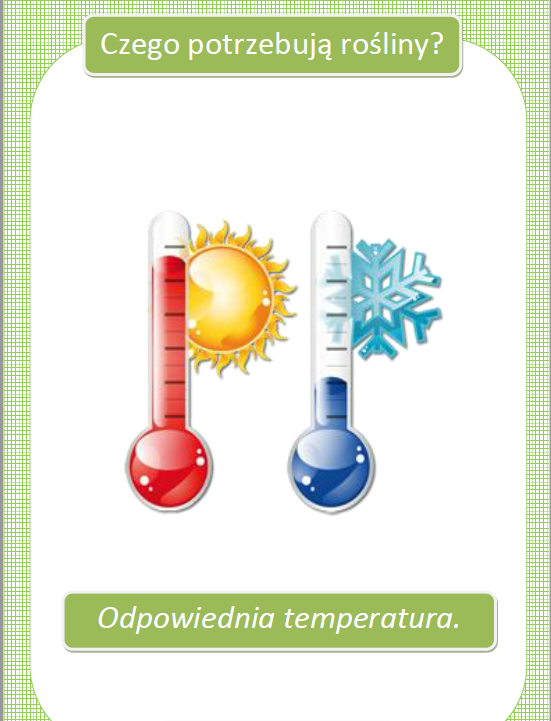 Czego potrzebują rośliny?
Odpowiednia temperatura.